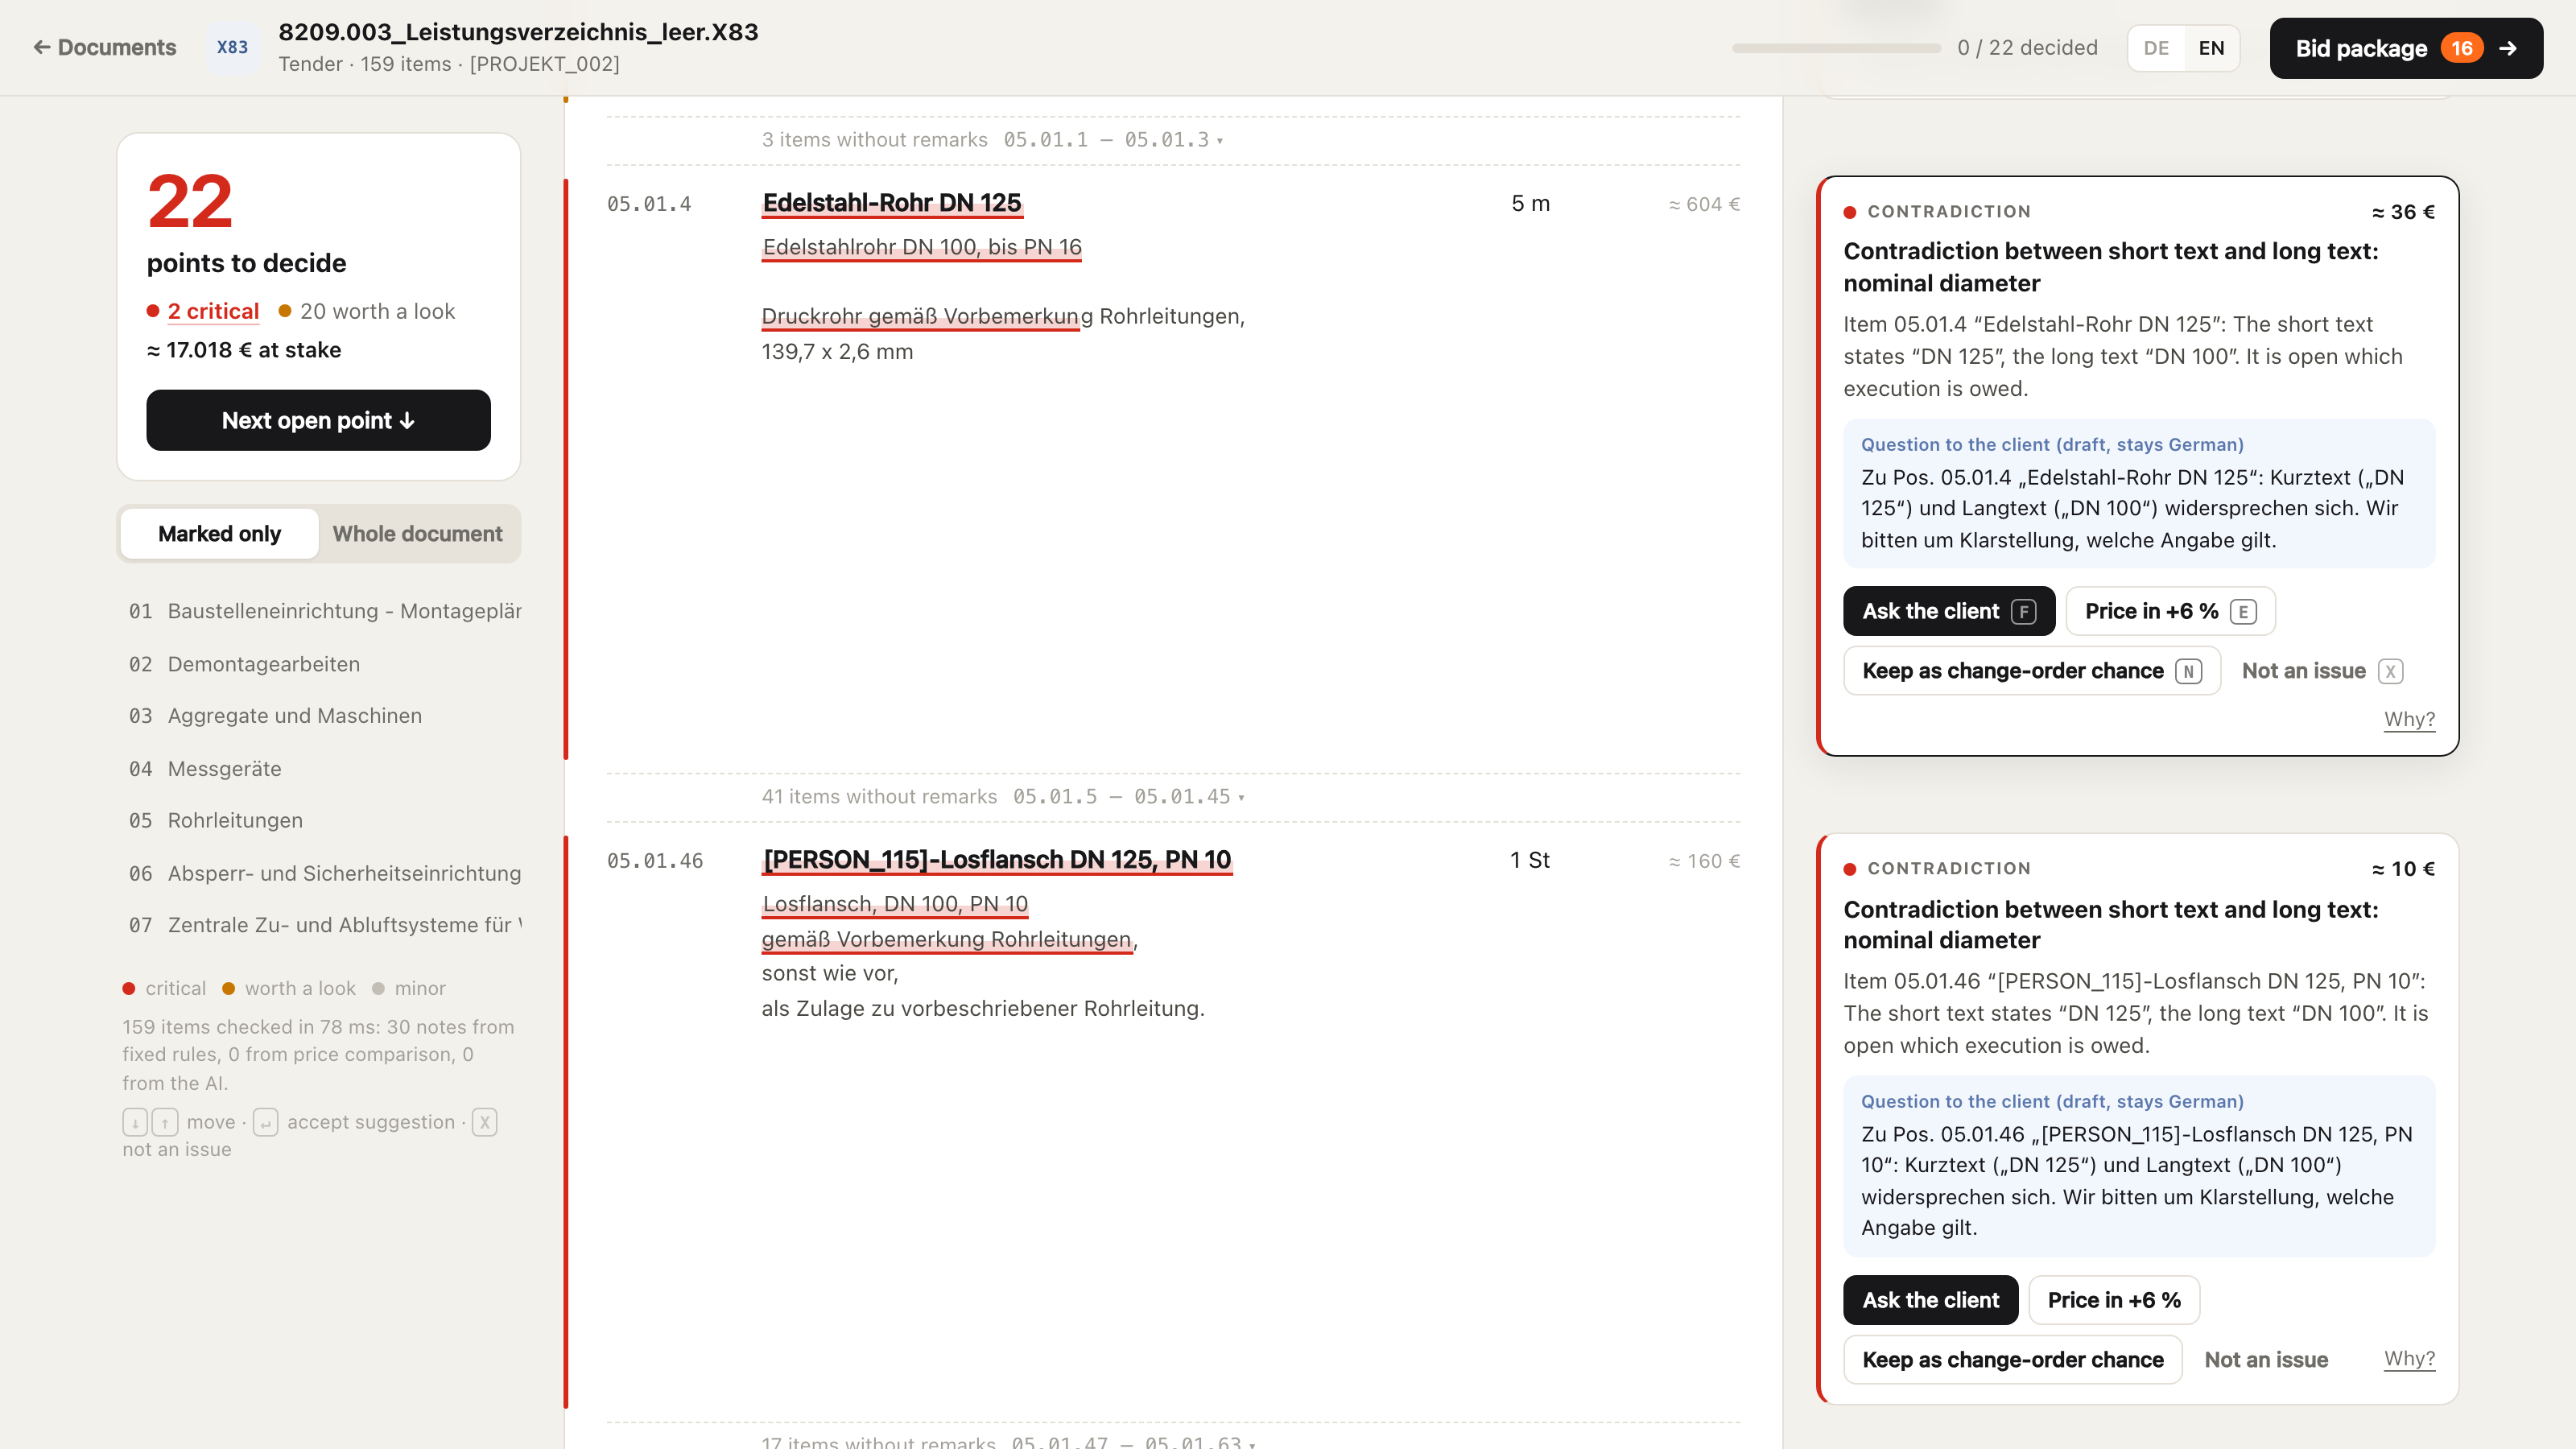 ← Documents
X83
8209.003_Leistungsverzeichnis_leer.X83
Tender · 159 items · [PROJEKT_002]
0 / 22 decided
DE EN
Bid package 16 →
22
points to decide
2 critical 20 worth a look
≈ 17.018 € at stake
Next open point ↓
Marked only Whole document
01 Baustelleneinrichtung - Montageplär
02 Demontagearbeiten
03 Aggregate und Maschinen
04 Messgeräte
05 Rohrleitungen
06 Absperr- und Sicherheitseinrichtung
07 Zentrale Zu- und Abluftsysteme für
critical worth a look minor
159 items checked in 78 ms: 30 notes from
fixed rules, 0 from price comparison, 0
from the AI.
↓ ↑ move · ↵ accept suggestion · X
not an issue
3 items without remarks 05.01.1 – 05.01.3 ▾
05.01.4 Edelstahl-Rohr DN 125 5 m ≈ 604 €
Edelstahlrohr DN 100, bis PN 16
Druckrohr gemäß Vorbemerkung Rohrleitungen,
139,7 x 2,6 mm
41 items without remarks 05.01.5 – 05.01.45 ▾
05.01.46 [PERSON_115]-Losflansch DN 125, PN 10 1 St ≈ 160 €
Losflansch, DN 100, PN 10
gemäß Vorbemerkung Rohrleitungen,
sonst wie vor,
als Zulage zu vorbeschriebener Rohrleitung.
17 items without remarks 05.01.47 – 05.01.63 ▾
CONTRADICTION ≈ 36 €
Contradiction between short text and long text:
nominal diameter
Item 05.01.4 “Edelstahl-Rohr DN 125”: The short text
states “DN 125”, the long text “DN 100”. It is open which
execution is owed.
Question to the client (draft, stays German)
Zu Pos. 05.01.4 „Edelstahl-Rohr DN 125“: Kurztext („DN
125“) und Langtext („DN 100“) widersprechen sich. Wir
bitten um Klarstellung, welche Angabe gilt.
Ask the client F Price in +6 % E
Keep as change-order chance N Not an issue X
Why?
CONTRADICTION ≈ 10 €
Contradiction between short text and long text:
nominal diameter
Item 05.01.46 “[PERSON_115]-Losflansch DN 125, PN 10”:
The short text states “DN 125”, the long text “DN 100”. It is
open which execution is owed.
Question to the client (draft, stays German)
Zu Pos. 05.01.46 „[PERSON_115]-Losflansch DN 125, PN
10“: Kurztext („DN 125“) und Langtext („DN 100“)
widersprechen sich. Wir bitten um Klarstellung, welche
Angabe gilt.
Ask the client Price in +6 %
Keep as change-order chance Not an issue Why?